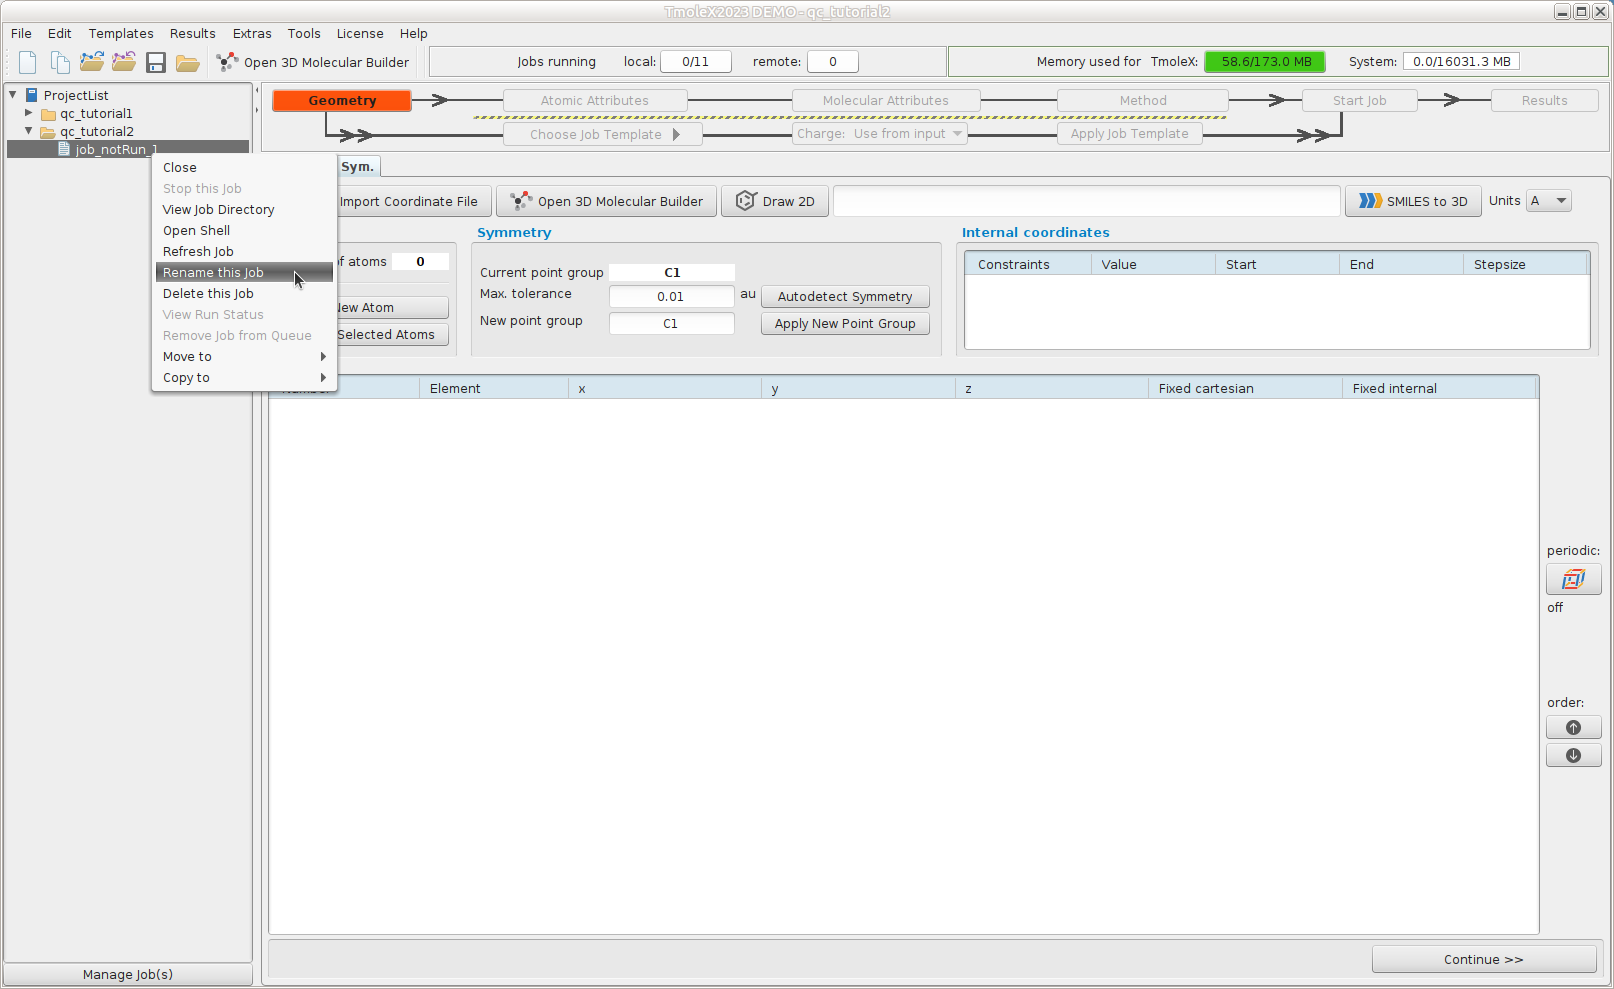 TmoleX2023 DEMO - qc_tutorial2
File Edit Templates Results Extras Tools License Help
Open 3D Molecular Builder Jobs running local: 0/11 remote: 0 Memory used for TmoleX: 58.6/173.0 MB System: 0.0/16031.3 MB
ProjectList
qc_tutorial1
qc_tutorial2
job_notRun_1
Geometry Atomic Attributes Molecular Attributes Method Start Job Results
Choose Job Template Charge: Use from input Apply Job Template
Close
Stop this Job
View Job Directory
Open Shell
Refresh Job
Rename this Job
Delete this Job
View Run Status
Remove Job from Queue
Move to
Copy to
Sym.
Import Coordinate File Open 3D Molecular Builder Draw 2D SMILES to 3D Units A
of atoms 0
New Atom
Selected Atoms
Symmetry
Current point group C1
Max. tolerance 0.01 au Autodetect Symmetry
New point group C1 Apply New Point Group
Internal coordinates
Constraints Value Start End Stepsize
Number Element x y z Fixed cartesian Fixed internal
periodic:
off
order:
Manage Job(s)
Continue >>